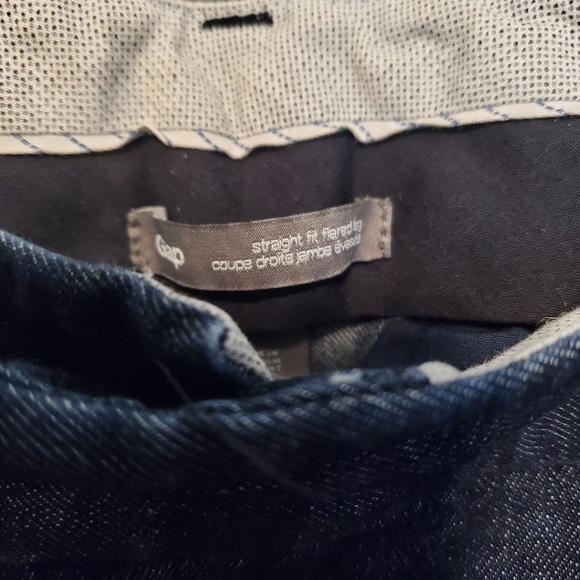 Gap
straight fit flared leg
coupe droite jambe évasée